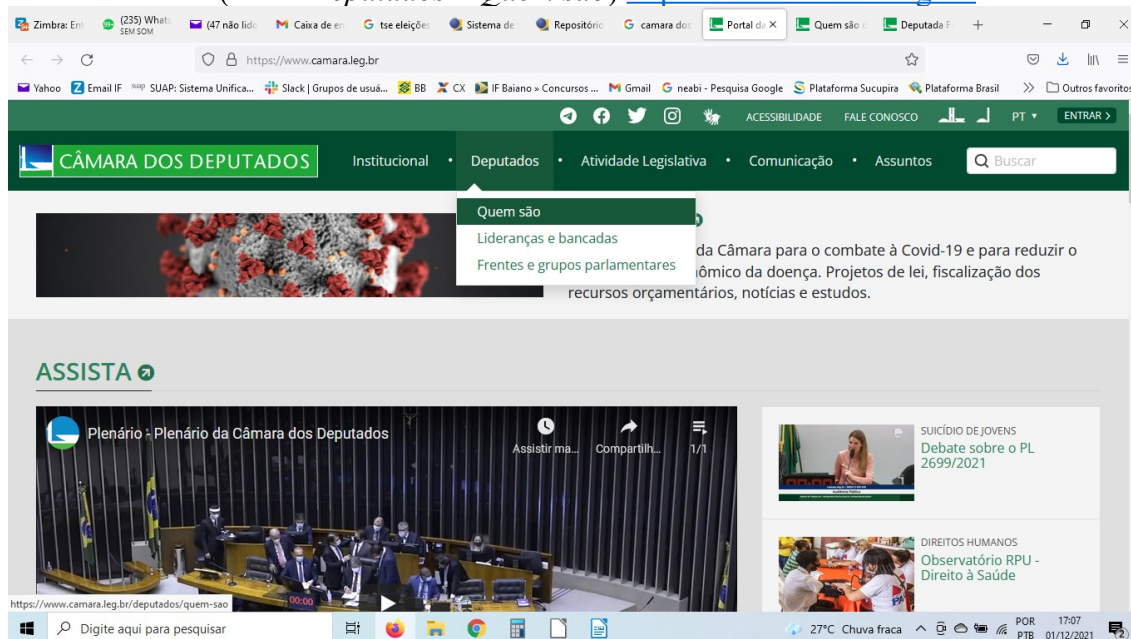 Zimbra: Ent
(235) Whats
SEM SOM
(47 não lido
Caixa de en
tse eleições
Sistema de
Repositório
camara dos
Portal da
Quem são
Deputada F
https://www.camara.leg.br
Yahoo
Email IF
SUAP: Sistema Unifica...
Slack | Grupos de usuá...
BB
CX
IF Baiano » Concursos ...
Gmail
neabi - Pesquisa Google
Plataforma Sucupira
Plataforma Brasil
Outros favoritos
ACESSIBILIDADE
FALE CONOSCO
PT
ENTRAR >
CÂMARA DOS DEPUTADOS
Institucional • Deputados • Atividade Legislativa • Comunicação • Assuntos
Buscar
Quem são
Lideranças e bancadas
Frentes e grupos parlamentares
da Câmara para o combate à Covid-19 e para reduzir o
ômico da doença. Projetos de lei, fiscalização dos
recursos orçamentários, notícias e estudos.
ASSISTA
Plenário - Plenário da Câmara dos Deputados
Assistir ma...
Compartilh...
1/1
00:00
SUICÍDIO DE JOVENS
Debate sobre o PL
2699/2021
DIREITOS HUMANOS
Observatório RPU -
Direito à Saúde
https://www.camara.leg.br/deputados/quem-sao
Digite aqui para pesquisar
27°C Chuva fraca
POR
PTB
17:07
01/12/2021
2